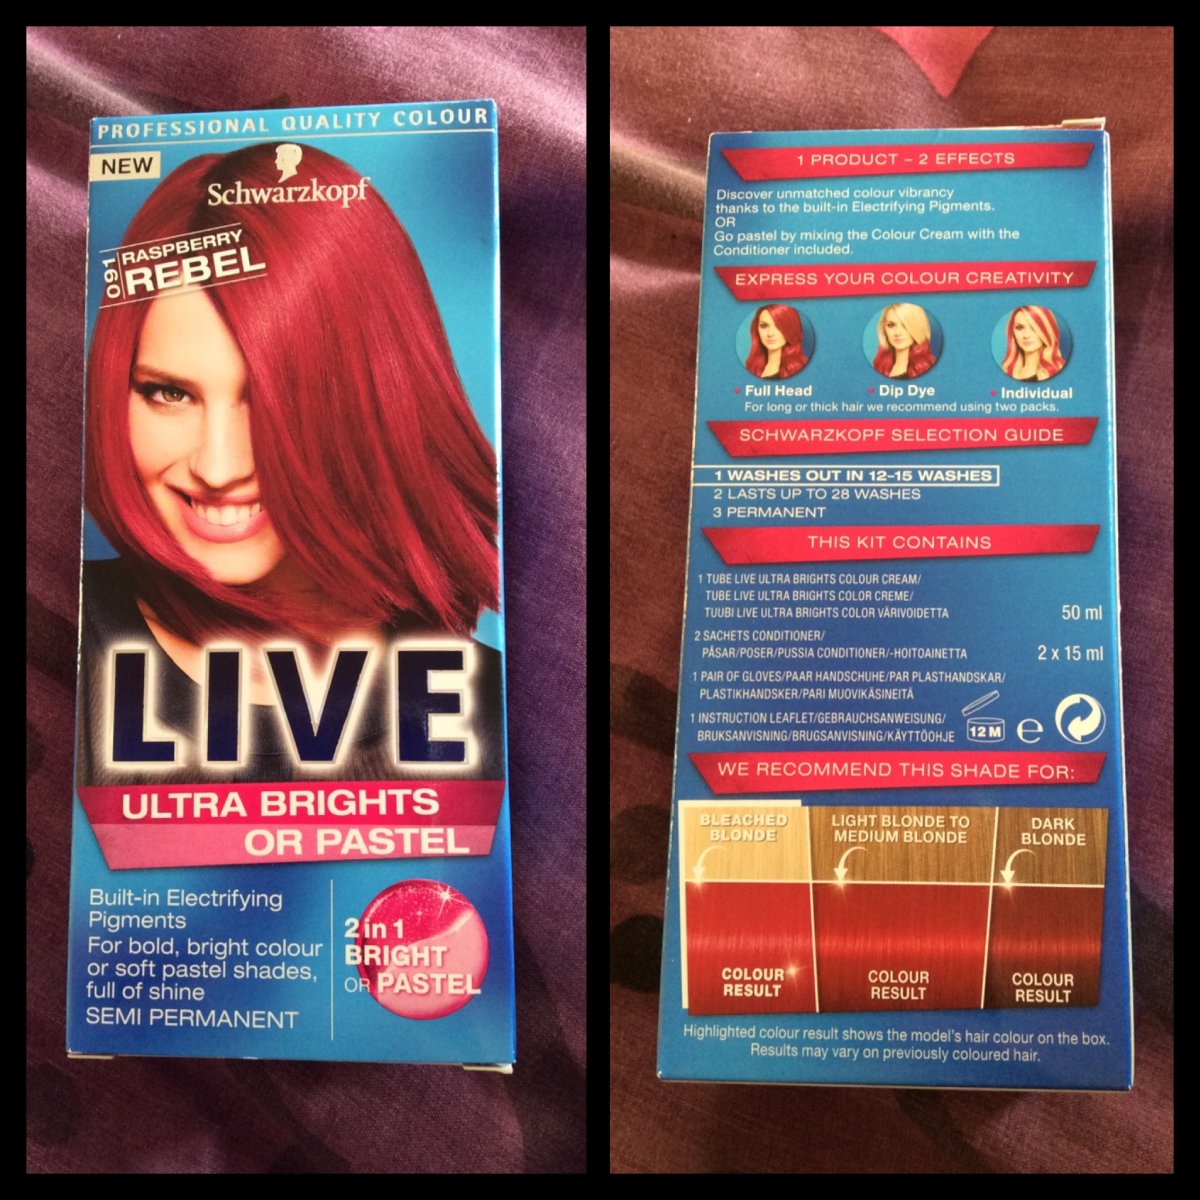 PROFESSIONAL QUALITY COLOUR
NEW
Schwarzkopf
091 RASPBERRY
REBEL
LIVE
ULTRA BRIGHTS
OR PASTEL
Built-in Electrifying
Pigments
For bold, bright colour
or soft pastel shades,
full of shine
SEMI PERMANENT
2 in 1
BRIGHT
OR PASTEL
1 PRODUCT – 2 EFFECTS
Discover unmatched colour vibrancy
thanks to the built-in Electrifying Pigments.
OR
Go pastel by mixing the Colour Cream with the
Conditioner included.
EXPRESS YOUR COLOUR CREATIVITY
• Full Head
• Dip Dye
• Individual
For long or thick hair we recommend using two packs.
SCHWARZKOPF SELECTION GUIDE
1 WASHES OUT IN 12–15 WASHES
2 LASTS UP TO 28 WASHES
3 PERMANENT
THIS KIT CONTAINS
1 TUBE LIVE ULTRA BRIGHTS COLOUR CREAM/
TUBE LIVE ULTRA BRIGHTS COLOR CREME/
TUUBI LIVE ULTRA BRIGHTS COLOR VÄRIVOIDETTA 50 ml
2 SACHETS CONDITIONER/
PÅSAR/POSER/PUSSIA CONDITIONER/-HOITOAINETTA 2 x 15 ml
1 PAIR OF GLOVES/PAAR HANDSCHUHE/PAR PLASTHANDSKAR/
PLASTIKHANDSKER/PARI MUOVIKÄSINEITÄ
1 INSTRUCTION LEAFLET/GEBRAUCHSANWEISUNG/
BRUKSANVISNING/BRUGSANVISNING/KÄYTTÖOHJE
12 M
e
WE RECOMMEND THIS SHADE FOR:
BLEACHED
BLONDE
LIGHT BLONDE TO
MEDIUM BLONDE
DARK
BLONDE
COLOUR
RESULT
COLOUR
RESULT
COLOUR
RESULT
Highlighted colour result shows the model's hair colour on the box.
Results may vary on previously coloured hair.